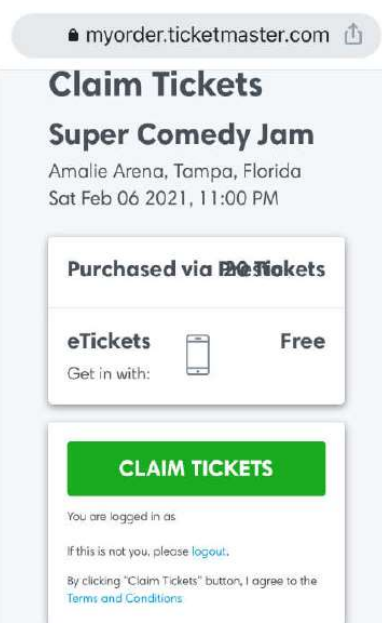 myorder.ticketmaster.com
Claim Tickets
Super Comedy Jam
Amalie Arena, Tampa, Florida
Sat Feb 06 2021, 11:00 PM
Purchased via Presto
20 Tickets
eTickets
Free
Get in with:
CLAIM TICKETS
You are logged in as
If this is not you, please logout.
By clicking "Claim Tickets" button, I agree to the
Terms and Conditions